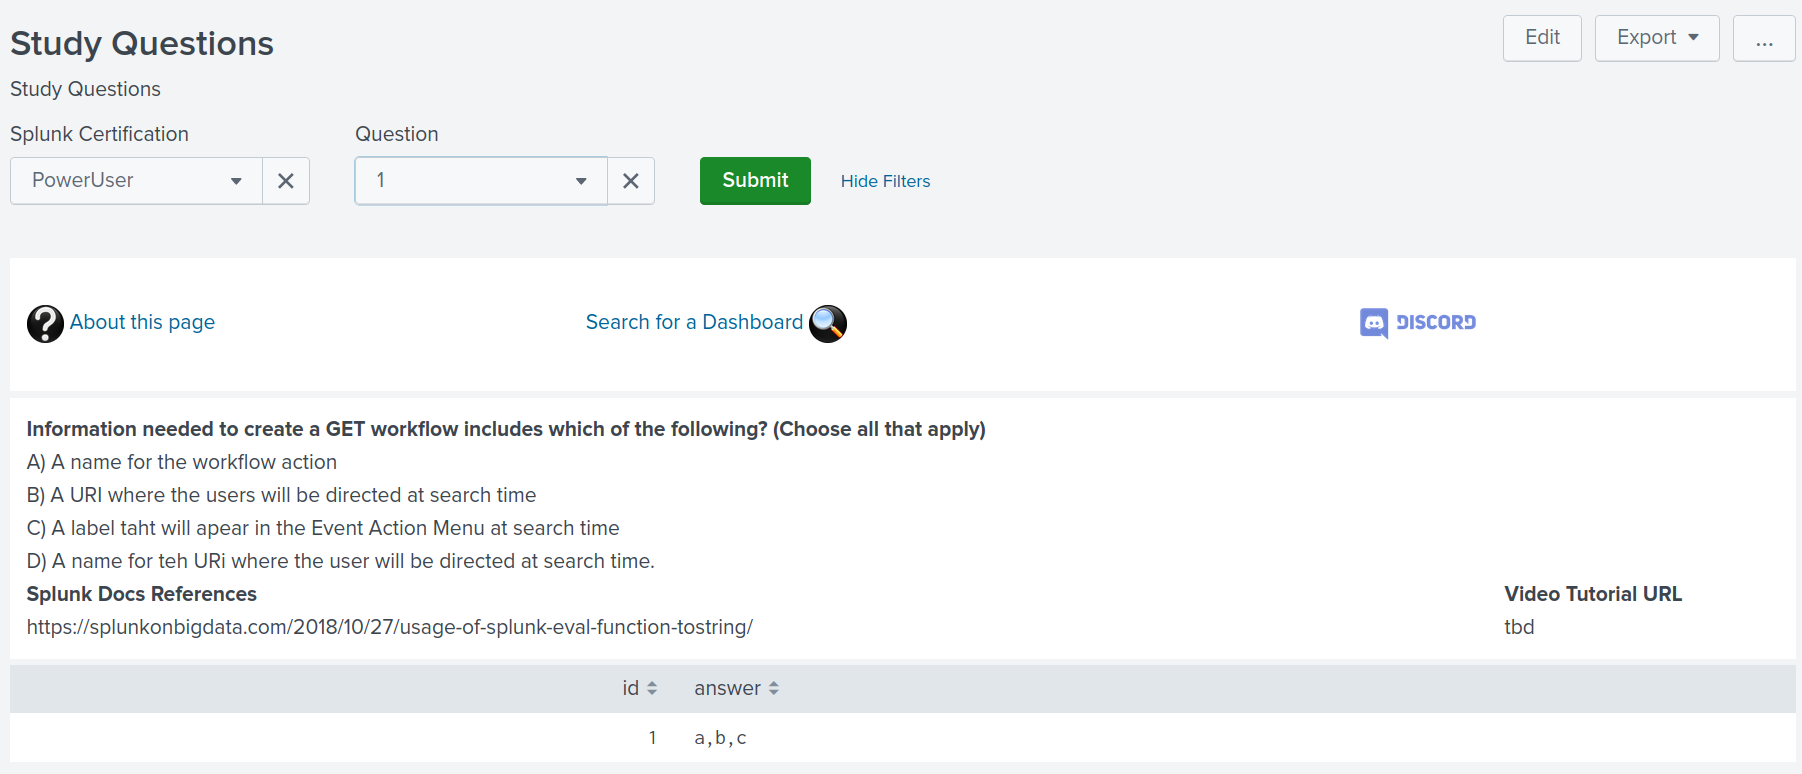 Study Questions
Edit
Export
...
Study Questions
Splunk Certification
Question
PowerUser
1
Submit
Hide Filters
About this page
Search for a Dashboard
DISCORD
Information needed to create a GET workflow includes which of the following? (Choose all that apply)
A) A name for the workflow action
B) A URI where the users will be directed at search time
C) A label taht will apear in the Event Action Menu at search time
D) A name for teh URi where the user will be directed at search time.
Splunk Docs References
Video Tutorial URL
https://splunkonbigdata.com/2018/10/27/usage-of-splunk-eval-function-tostring/
tbd
id answer
1 a,b,c